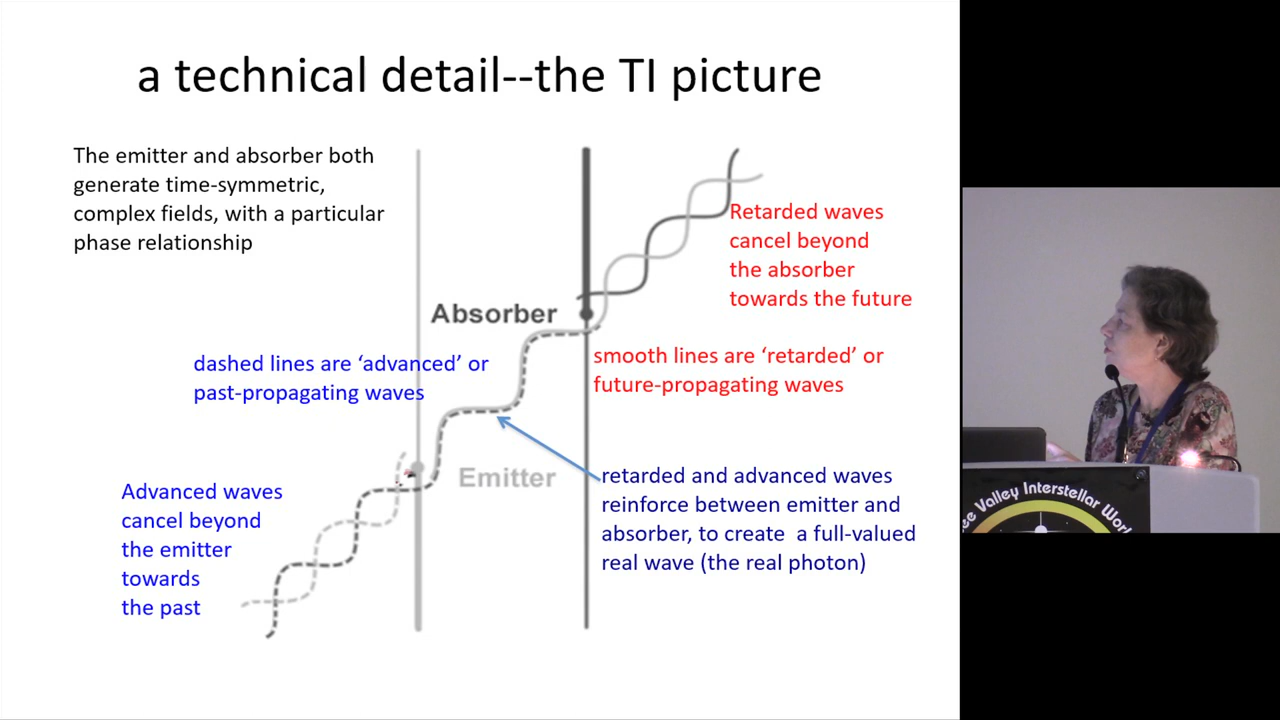 a technical detail--the TI picture
The emitter and absorber both
generate time-symmetric,
complex fields, with a particular
phase relationship
Retarded waves
cancel beyond
the absorber
towards the future
Absorber
dashed lines are ‘advanced’ or
past-propagating waves
smooth lines are ‘retarded’ or
future-propagating waves
Emitter
retarded and advanced waves
reinforce between emitter and
absorber, to create a full-valued
real wave (the real photon)
Advanced waves
cancel beyond
the emitter
towards
the past
Valley Interstellar